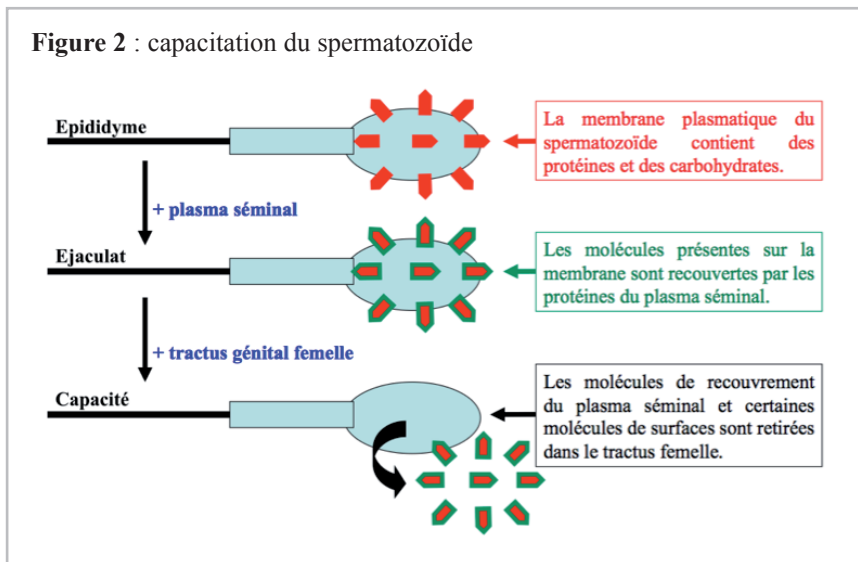 Figure 2 : capacitation du spermatozoïde
Epididyme
La membrane plasmatique du
spermatozoïde contient des
protéines et des carbohydrates.
+ plasma séminal
Ejaculat
Les molécules présentes sur la
membrane sont recouvertes par les
protéines du plasma séminal.
+ tractus génital femelle
Capacité
Les molécules de recouvrement
du plasma séminal et certaines
molécules de surfaces sont retirées
dans le tractus femelle.